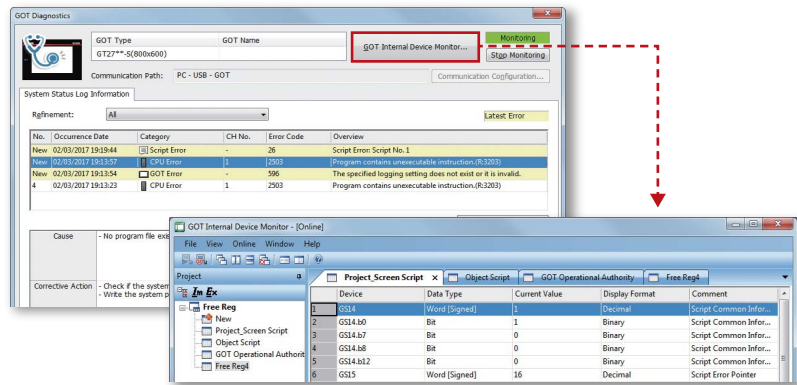 GOT Diagnostics
GOT Type GOT Name
GT27**-S(800x600)
GOT Internal Device Monitor...
Monitoring
Stop Monitoring
Communication Path: PC - USB - GOT
Communication Configuration...
System Status Log Information
Refinement: All
Latest Error
No. Occurrence Date Category CH No. Error Code Overview
New 02/03/2017 19:19:44 Script Error - 26 Script Error: Script No. 1
New 02/03/2017 19:13:57 CPU Error 1 2503 Program contains unexecutable instruction.(R:3203)
New 02/03/2017 19:13:54 GOT Error - 596 The specified logging setting does not exist or it is invalid.
4 02/03/2017 19:13:23 CPU Error 1 2503 Program contains unexecutable instruction.(R:3203)
Cause - No program file exis
Corrective Action - Check if the system
- Write the system p
GOT Internal Device Monitor - [Online]
File View Online Window Help
Project
Im Ex
Free Reg
New
Project_Screen Script
Object Script
GOT Operational Authorit
Free Reg4
Project_Screen Script x Object Script GOT Operational Authority Free Reg4
Device Data Type Current Value Display Format Comment
1 GS14 Word [Signed] 1 Decimal Script Common Infor...
2 GS14.b0 Bit 1 Binary Script Common Infor...
3 GS14.b7 Bit 0 Binary Script Common Infor...
4 GS14.b8 Bit 0 Binary Script Common Infor...
5 GS14.b12 Bit 0 Binary Script Common Infor...
6 GS15 Word [Signed] 16 Decimal Script Error Pointer